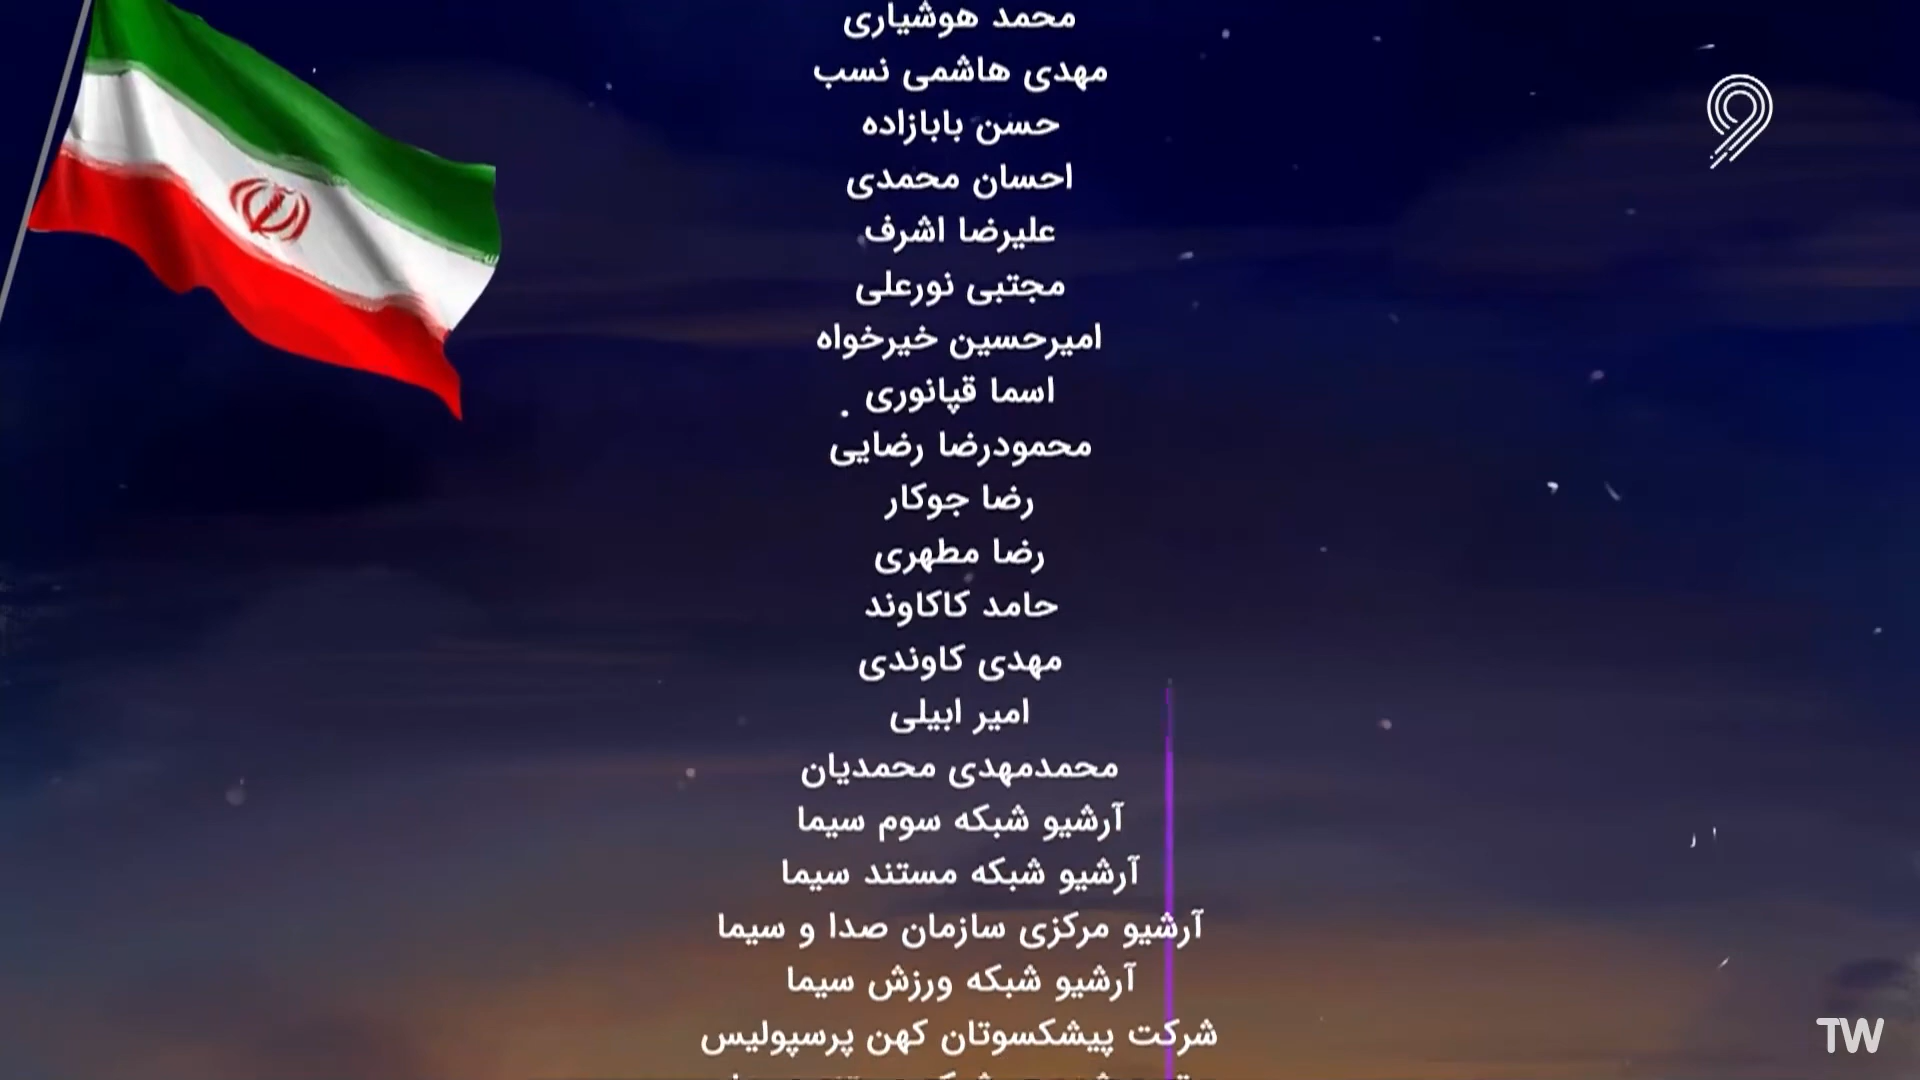 محمد هوشیاری
مهدی هاشمی نسب
حسن بابازاده
احسان محمدی
علیرضا اشرف
مجتبی نورعلی
امیرحسین خیرخواه
اسما قپانوری
محمودرضا رضایی
رضا جوکار
رضا مطهری
حامد کاکاوند
مهدی کاوندی
امیر ابیلی
محمدمهدی محمدیان
آرشیو شبکه سوم سیما
آرشیو شبکه مستند سیما
آرشیو مرکزی سازمان صدا و سیما
آرشیو شبکه ورزش سیما
شرکت پیشکسوتان کهن پرسپولیس
TW